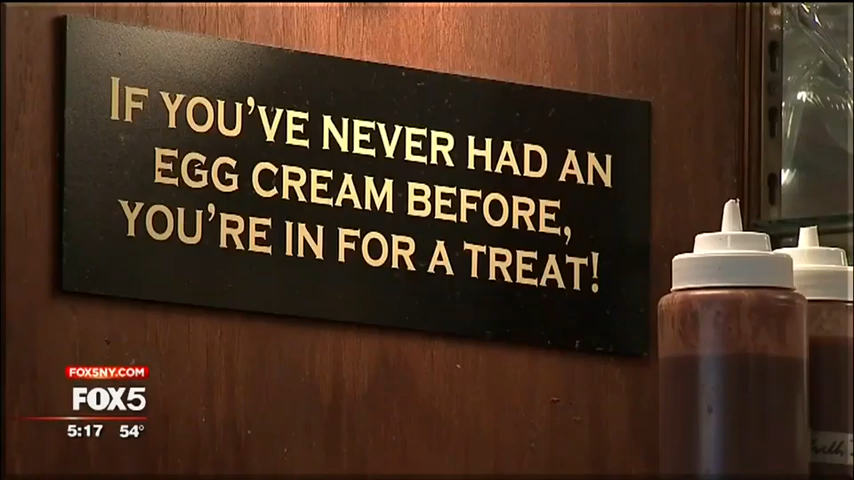 IF YOU'VE NEVER HAD AN
EGG CREAM BEFORE,
YOU'RE IN FOR A TREAT!
FOX5NY.COM
FOX5
5:17 54°